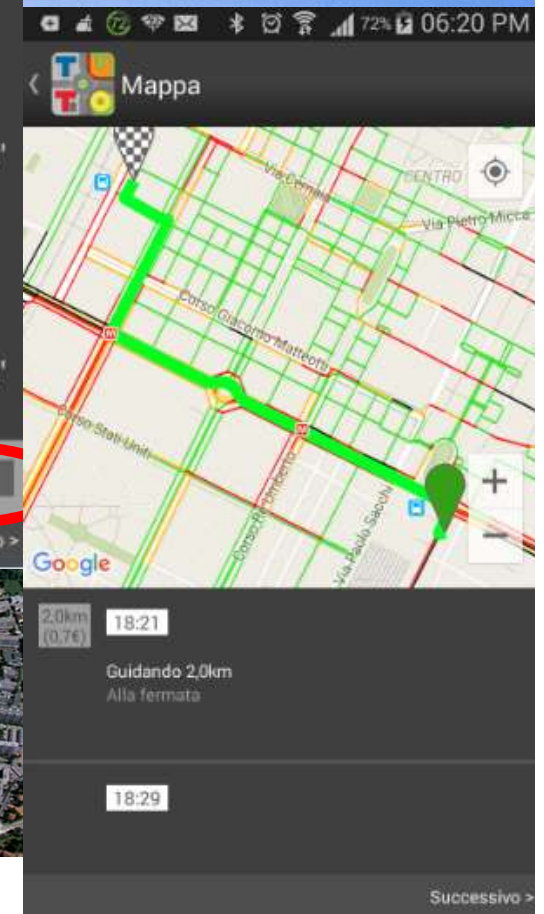 72% 06:20 PM
72
TUTTO
Mappa
CENTRO
Via Cernaia
Via Pietro Micca
Corso Giacomo Matteotti
M
Corso Stati Uniti
M
Corso Re Umberto
Via Paolo Sacchi
+
−
Google
2,0km
(0,7€)
18:21
Guidando 2,0km
Alla fermata
18:29
Successivo >